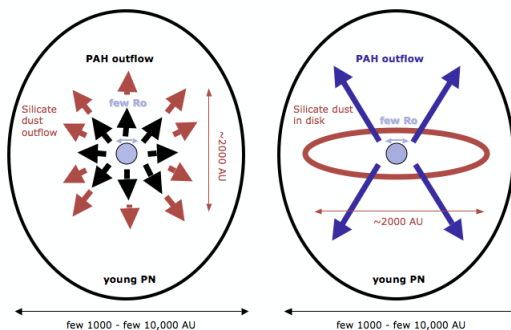 PAH outflow
few Ro
Silicate
dust
outflow
~2000 AU
young PN
few 1000 - few 10,000 AU
PAH outflow
Silicate dust
in disk
few Ro
~2000 AU
young PN
few 1000 - few 10,000 AU